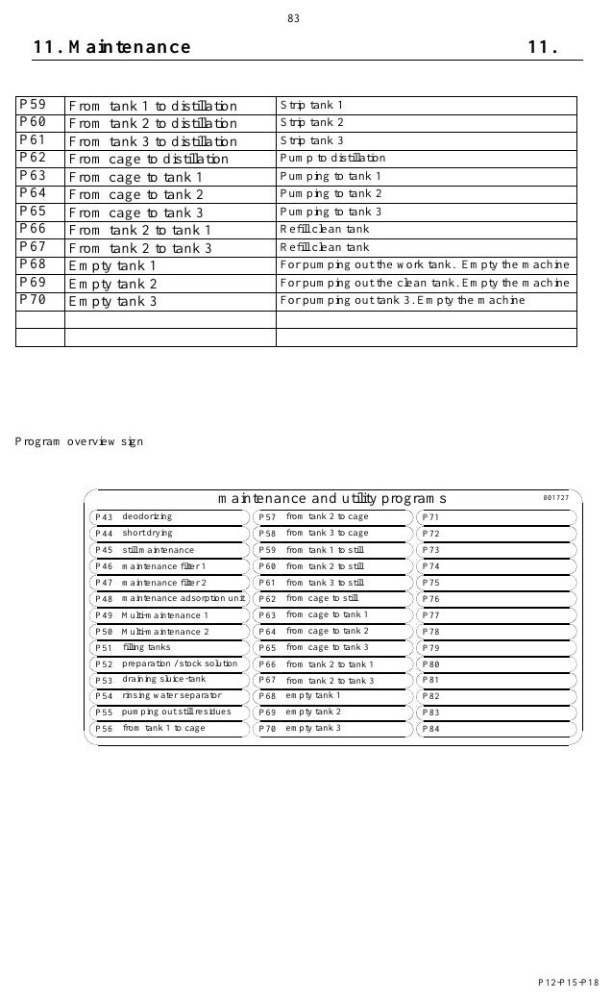 83
11. Maintenance 11.
P59 From tank 1 to distillation Strip tank 1
P60 From tank 2 to distillation Strip tank 2
P61 From tank 3 to distillation Strip tank 3
P62 From cage to distillation Pump to distillation
P63 From cage to tank 1 Pumping to tank 1
P64 From cage to tank 2 Pumping to tank 2
P65 From cage to tank 3 Pumping to tank 3
P66 From tank 2 to tank 1 Refill clean tank
P67 From tank 2 to tank 3 Refill clean tank
P68 Empty tank 1 For pumping out the work tank. Empty the machine
P69 Empty tank 2 For pumping out the clean tank. Empty the machine
P70 Empty tank 3 For pumping out tank 3. Empty the machine
Program overview sign
maintenance and utility programs 801727
P43 deodorizing P57 from tank 2 to cage P71
P44 short drying P58 from tank 3 to cage P72
P45 still maintenance P59 from tank 1 to still P73
P46 maintenance filter 1 P60 from tank 2 to still P74
P47 maintenance filter 2 P61 from tank 3 to still P75
P48 maintenance adsorption unit P62 from cage to still P76
P49 Multi-maintenance 1 P63 from cage to tank 1 P77
P50 Multi-maintenance 2 P64 from cage to tank 2 P78
P51 filling tanks P65 from cage to tank 3 P79
P52 preparation / stock solution P66 from tank 2 to tank 1 P80
P53 draining sluice-tank P67 from tank 2 to tank 3 P81
P54 rinsing water separator P68 empty tank 1 P82
P55 pumping out still residues P69 empty tank 2 P83
P56 from tank 1 to cage P70 empty tank 3 P84
P12-P15-P18